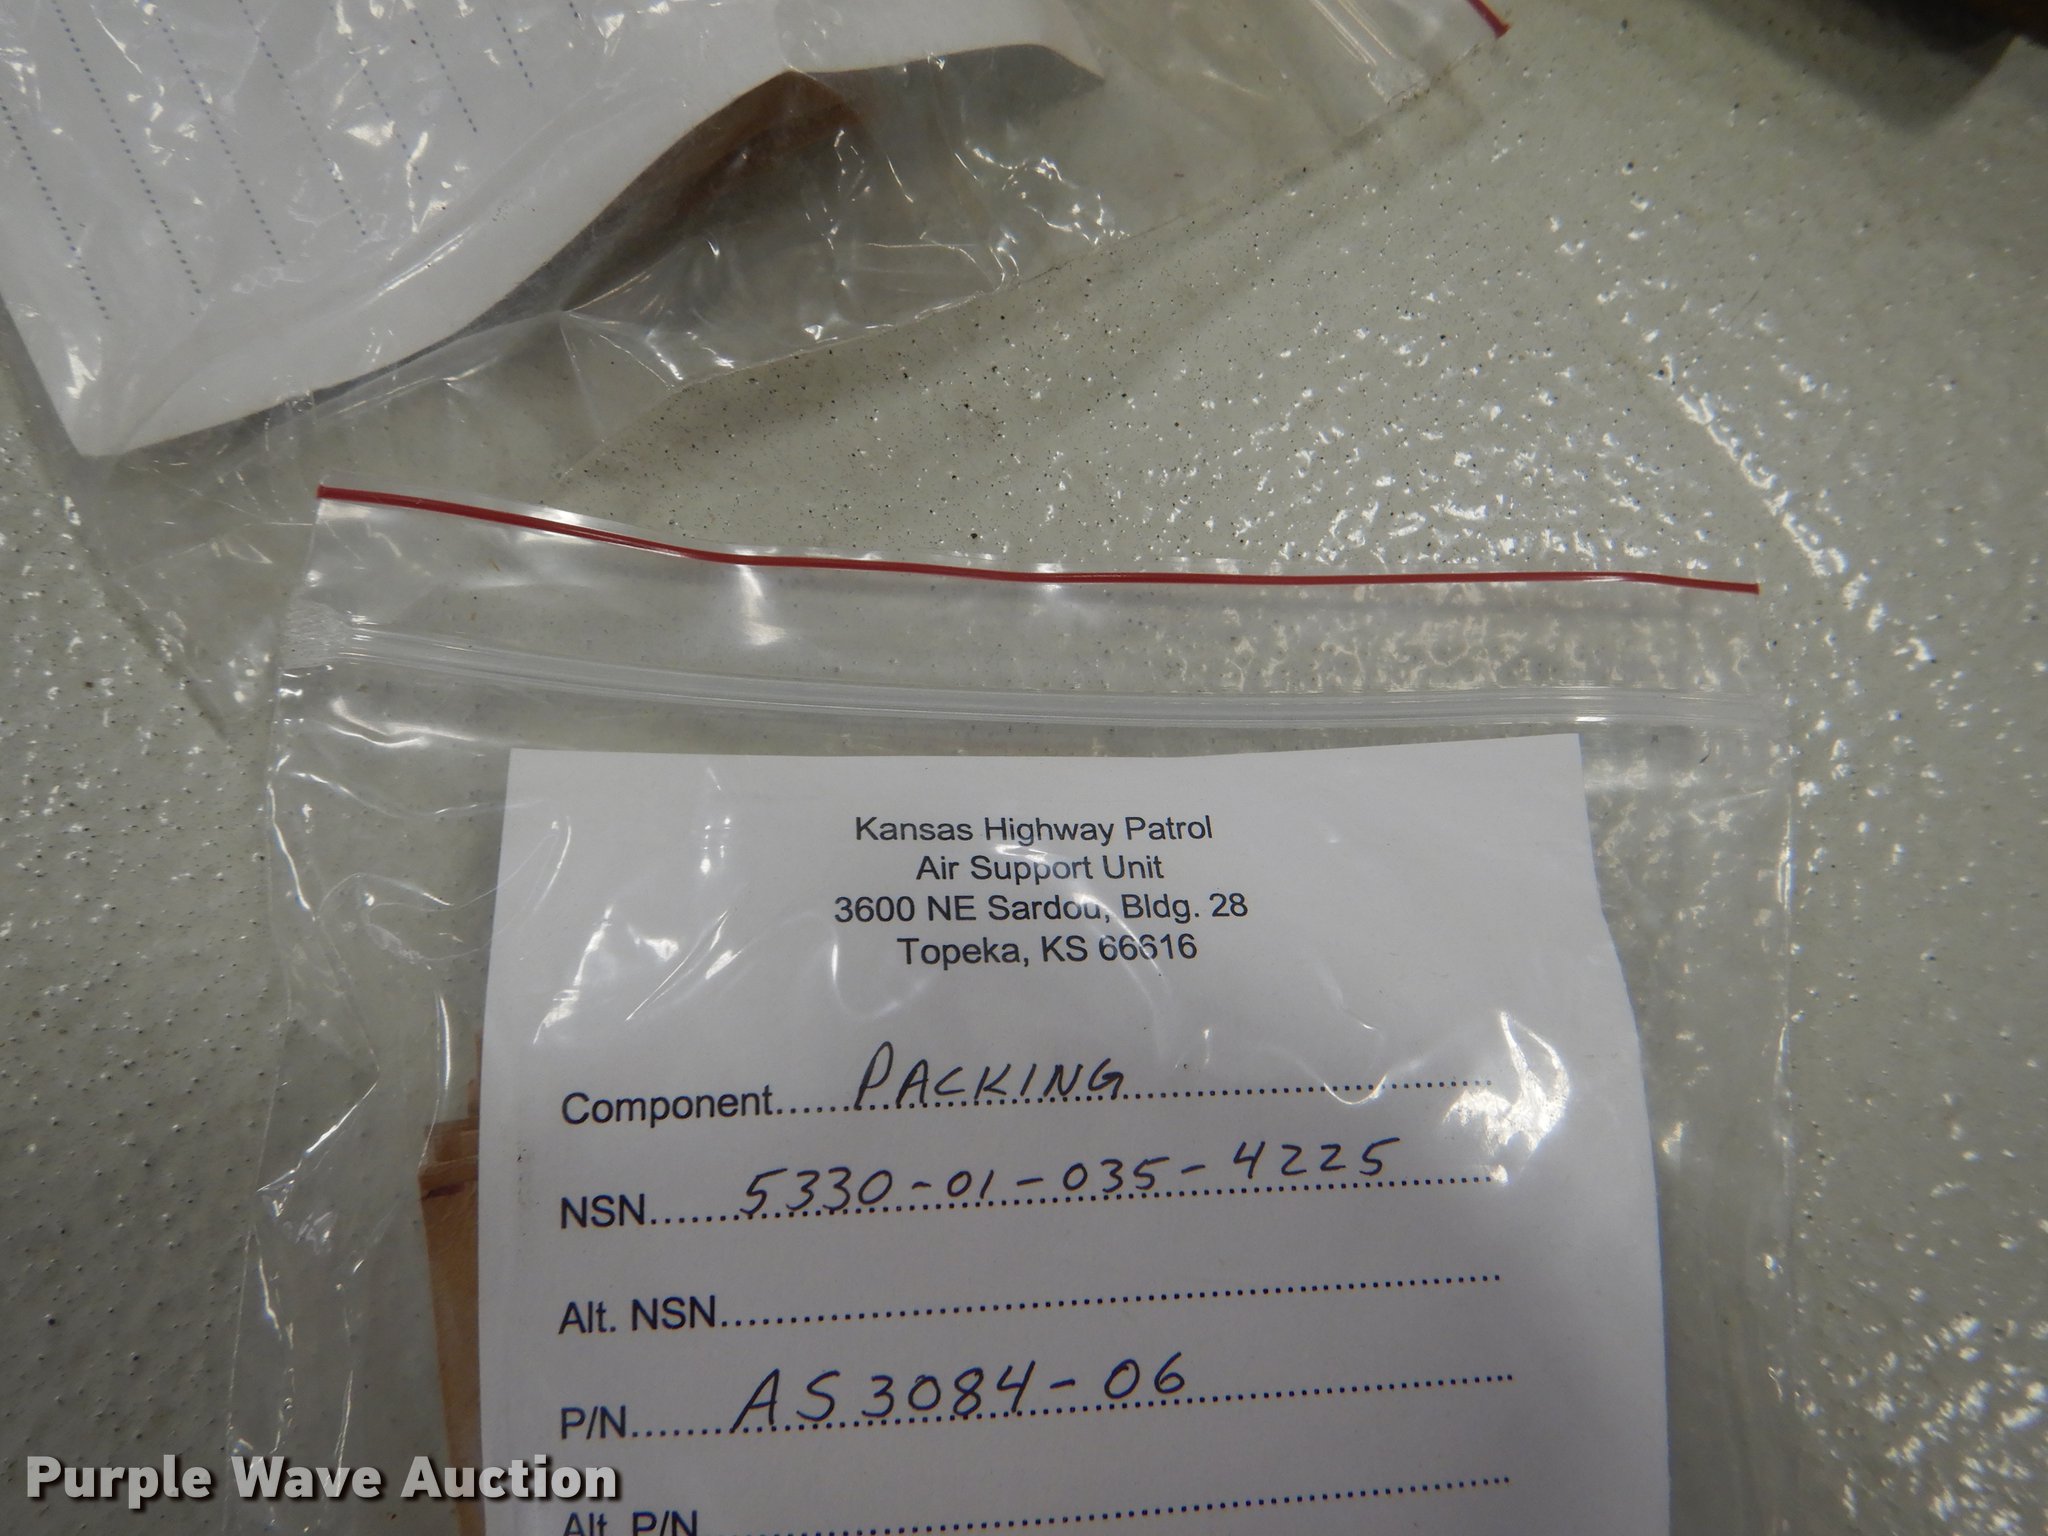 Kansas Highway Patrol
Air Support Unit
3600 NE Sardou, Bldg. 28
Topeka, KS 66616
Component......PACKING..............................
NSN.......5330-01-035-4225........
Alt. NSN..................................................
P/N.......AS3084-06..............................
Alt. P/N..................................................
Purple Wave Auction